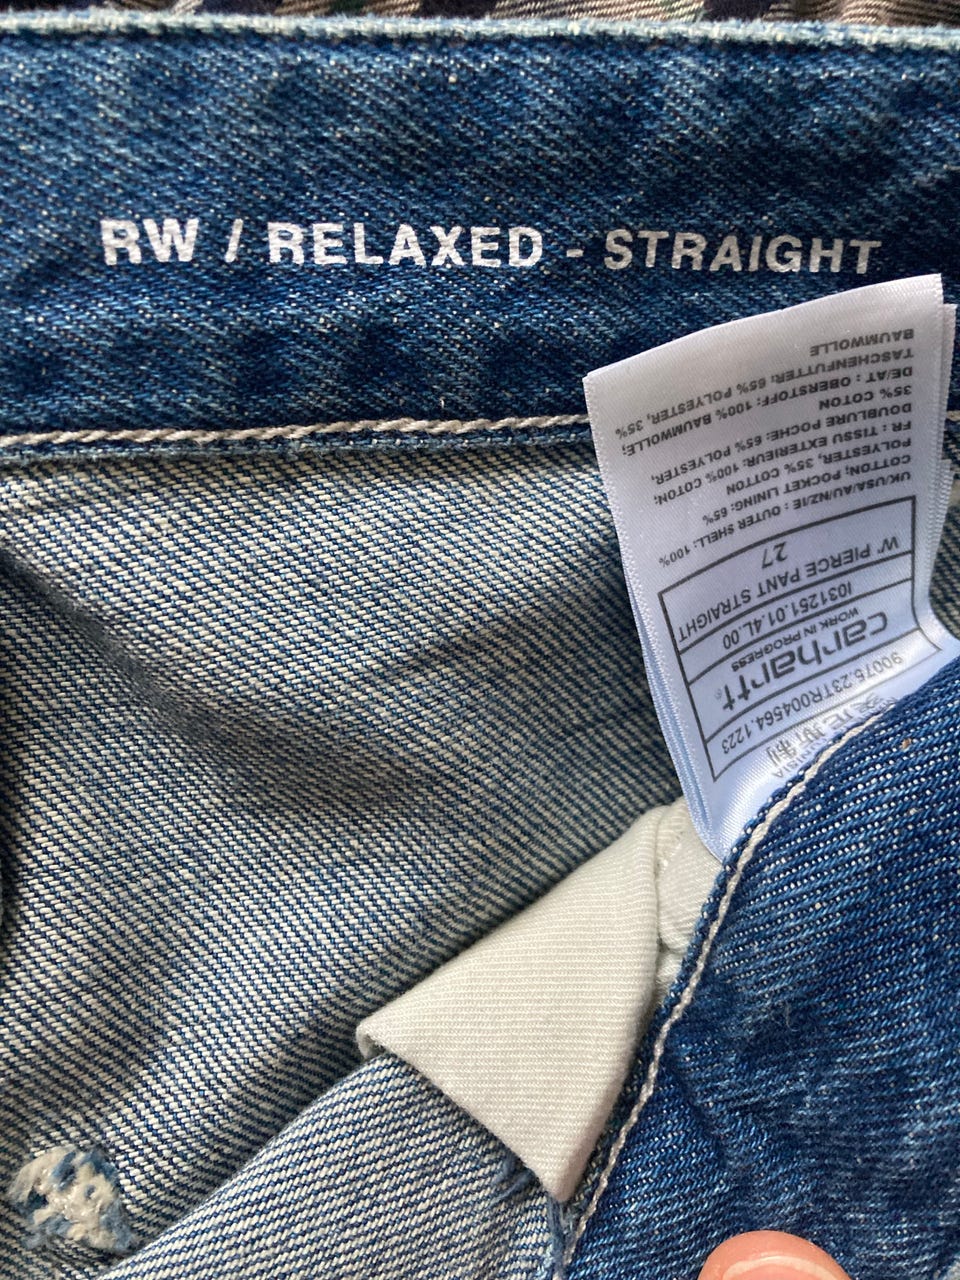 RW / RELAXED - STRAIGHT
90076.23TR004564.1223
carhartt®
WORK IN PROGRESS
I031251.01.4L.00
W' PIERCE PANT STRAIGHT
27
UK/USA/AU/NZ/IE : OUTER SHELL: 100%
COTTON; POCKET LINING: 65%
POLYESTER, 35% COTTON
FR : TISSU EXTERIEUR: 100% COTON;
DOUBLURE POCHE: 65% POLYESTER,
35% COTON
DE/AT : OBERSTOFF: 100% BAUMWOLLE;
TASCHENFUTTER: 65% POLYESTER, 35%
BAUMWOLLE